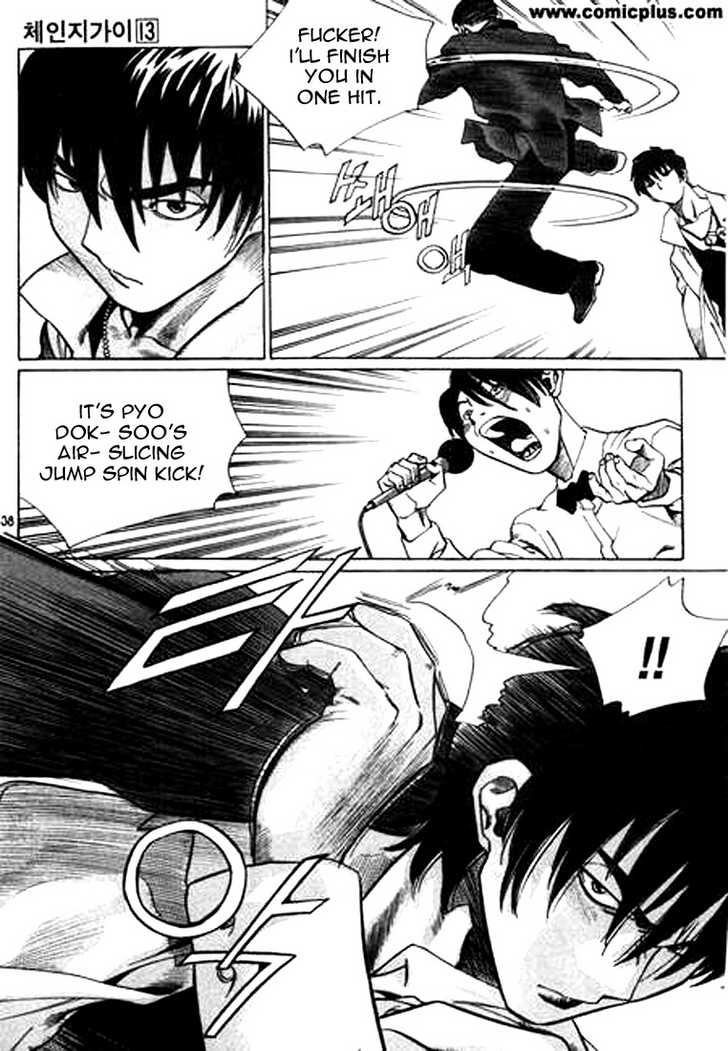 www.comicplus.com
체인지가이 13
FUCKER!
I'LL FINISH
YOU IN
ONE HIT.
쏴
애
애
IT'S PYO
DOK- SOO'S
AIR- SLICING
JUMP SPIN KICK!
38
!!